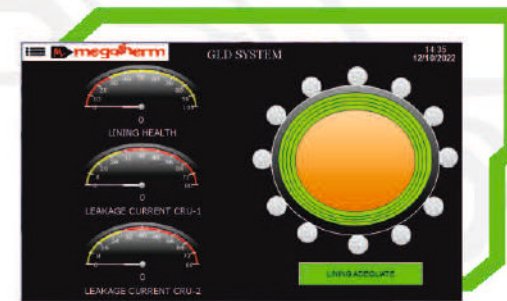 megatherm
GLD SYSTEM
14:35
12/10/2022
0
LINING HEALTH
0
LEAKAGE CURRENT CRU-1
0
LEAKAGE CURRENT CRU-2
LINING ADEQUATE